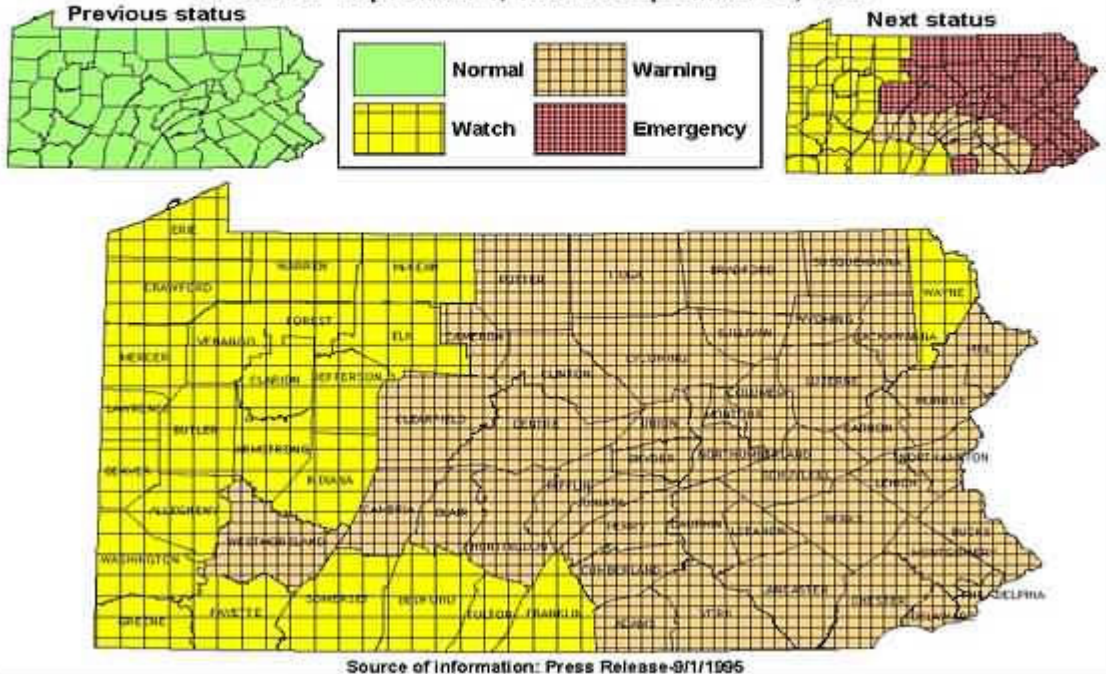 Previous status
Next status
Normal
Warning
Watch
Emergency
ERIE
WARREN
McKEAN
POTTER
TIOGA
BRADFORD
SUSQUEHANNA
WAYNE
CRAWFORD
FOREST
VENANGO
ELK
CAMERON
SULLIVAN
WYOMING
LACKAWANNA
MERCER
LYCOMING
PIKE
CLARION
JEFFERSON
CLINTON
LUZERNE
COLUMBIA
MONROE
LAWRENCE
CLEARFIELD
CENTRE
UNION
MONTOUR
CARBON
BUTLER
ARMSTRONG
SNYDER
NORTHUMBERLAND
NORTHAMPTON
BEAVER
INDIANA
MIFFLIN
SCHUYLKILL
LEHIGH
ALLEGHENY
CAMBRIA
BLAIR
JUNIATA
PERRY
DAUPHIN
LEBANON
BERKS
BUCKS
WESTMORELAND
HUNTINGDON
MONTGOMERY
WASHINGTON
CUMBERLAND
LANCASTER
CHESTER
PHILADELPHIA
SOMERSET
BEDFORD
FULTON
FRANKLIN
FAYETTE
GREENE
ADAMS
YORK
DELAWARE
Source of information: Press Release-9/1/1995